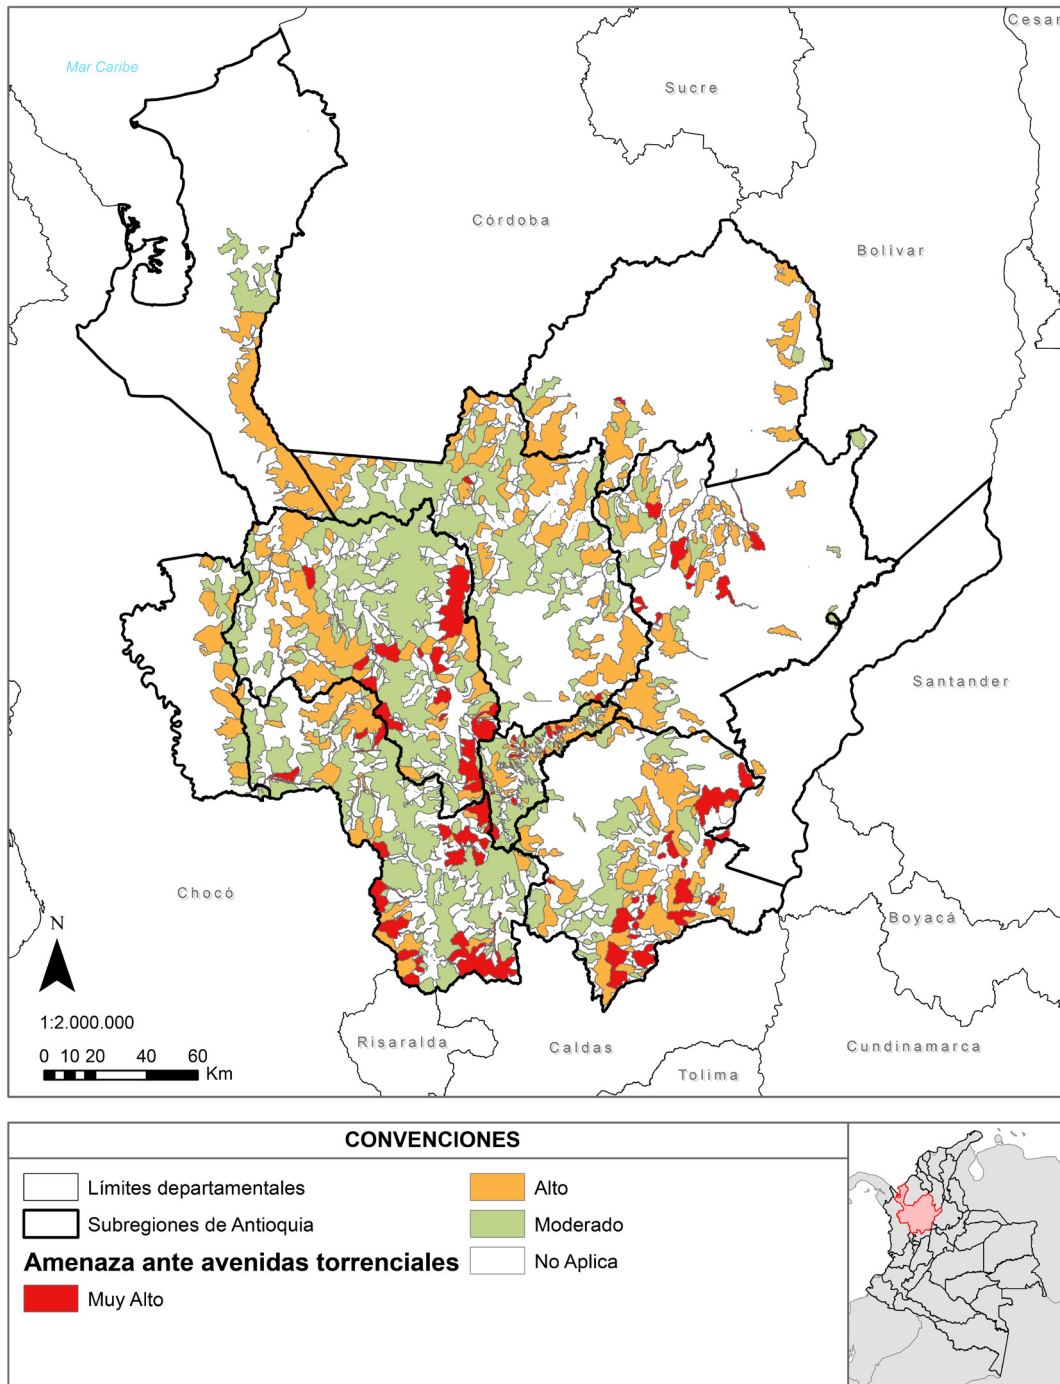 Cesar
Mar Caribe
Sucre
Córdoba
Bolívar
Santander
Chocó
Boyacá
N
1:2.000.000
0 10 20 40 60
Km
Risaralda
Caldas
Cundinamarca
Tolima
CONVENCIONES
Límites departamentales
Subregiones de Antioquia
Amenaza ante avenidas torrenciales
Muy Alto
Alto
Moderado
No Aplica